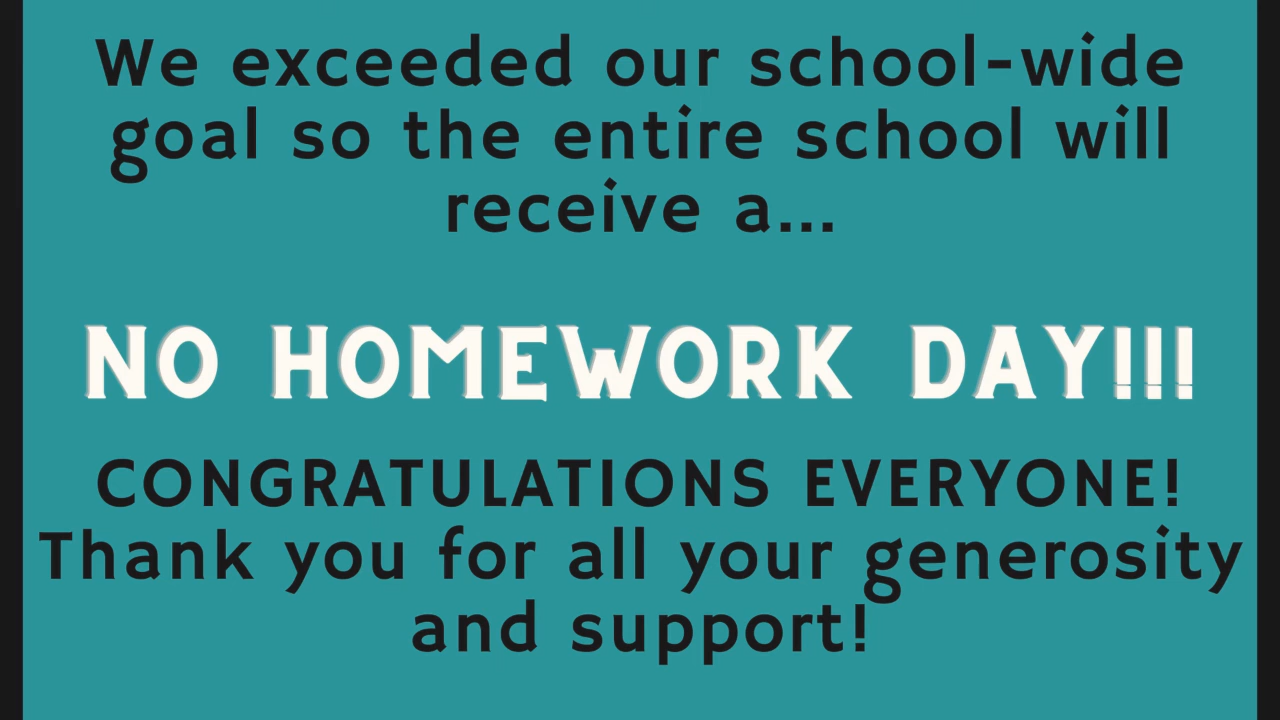 We exceeded our school-wide
goal so the entire school will
receive a...
NO HOMEWORK DAY!!!
CONGRATULATIONS EVERYONE!
Thank you for all your generosity
and support!